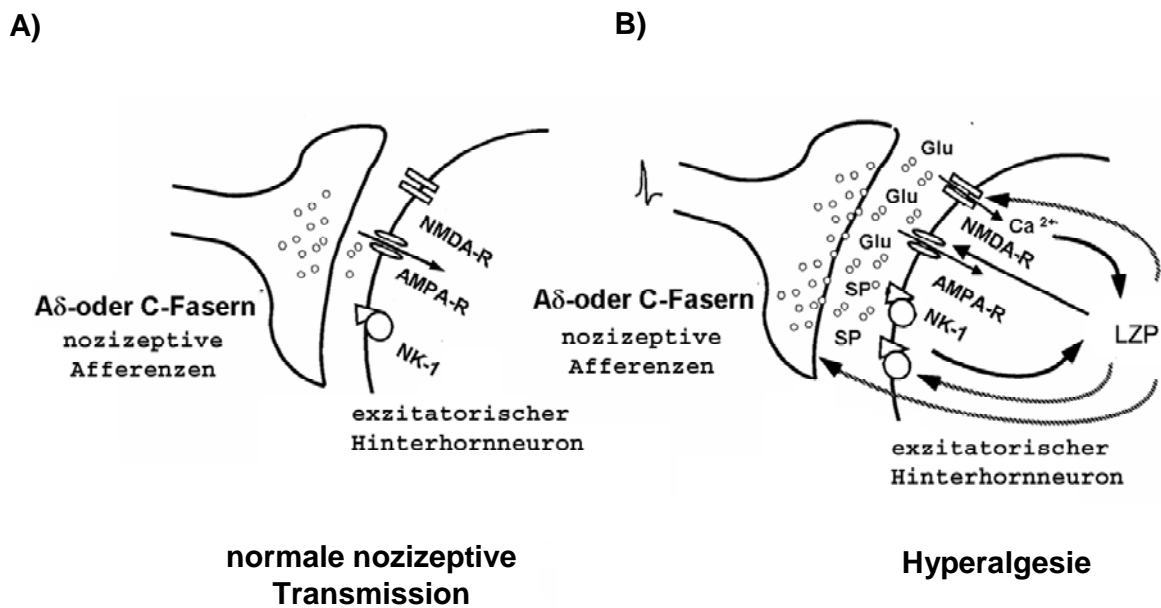 A)
NMDA-R
AMPA-R
NK-1
Aδ-oder C-Fasern
nozizeptive
Afferenzen
exzitatorischer
Hinterhornneuron
normale nozizeptive
Transmission
B)
Glu
Glu
Glu
Ca 2+
NMDA-R
AMPA-R
SP
NK-1
SP
LZP
Aδ-oder C-Fasern
nozizeptive
Afferenzen
exzitatorischer
Hinterhornneuron
Hyperalgesie